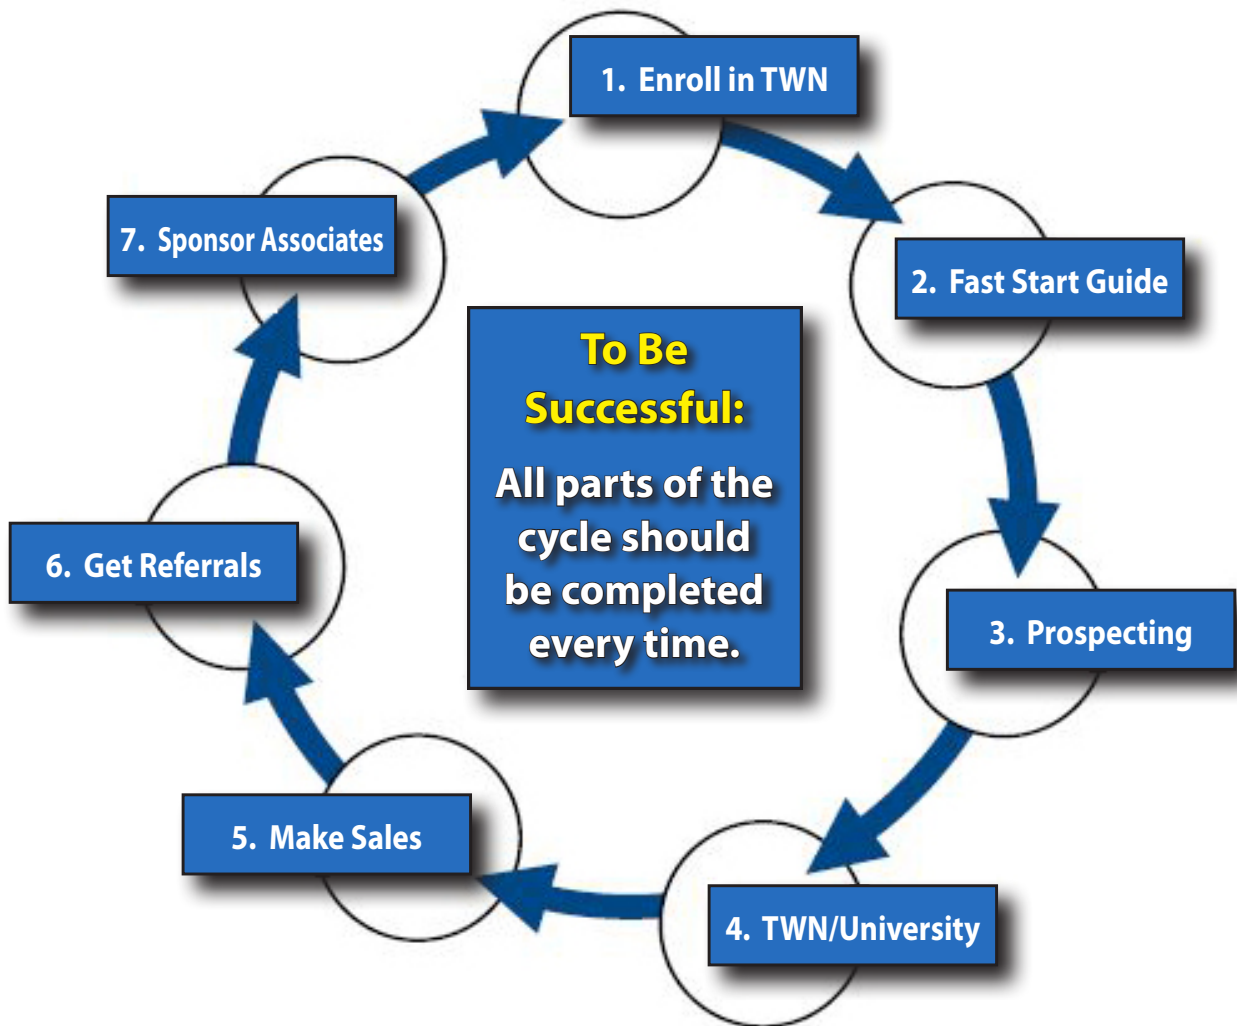 1. Enroll in TWN
2. Fast Start Guide
3. Prospecting
4. TWN/University
5. Make Sales
6. Get Referrals
7. Sponsor Associates
To Be
Successful:
All parts of the
cycle should
be completed
every time.